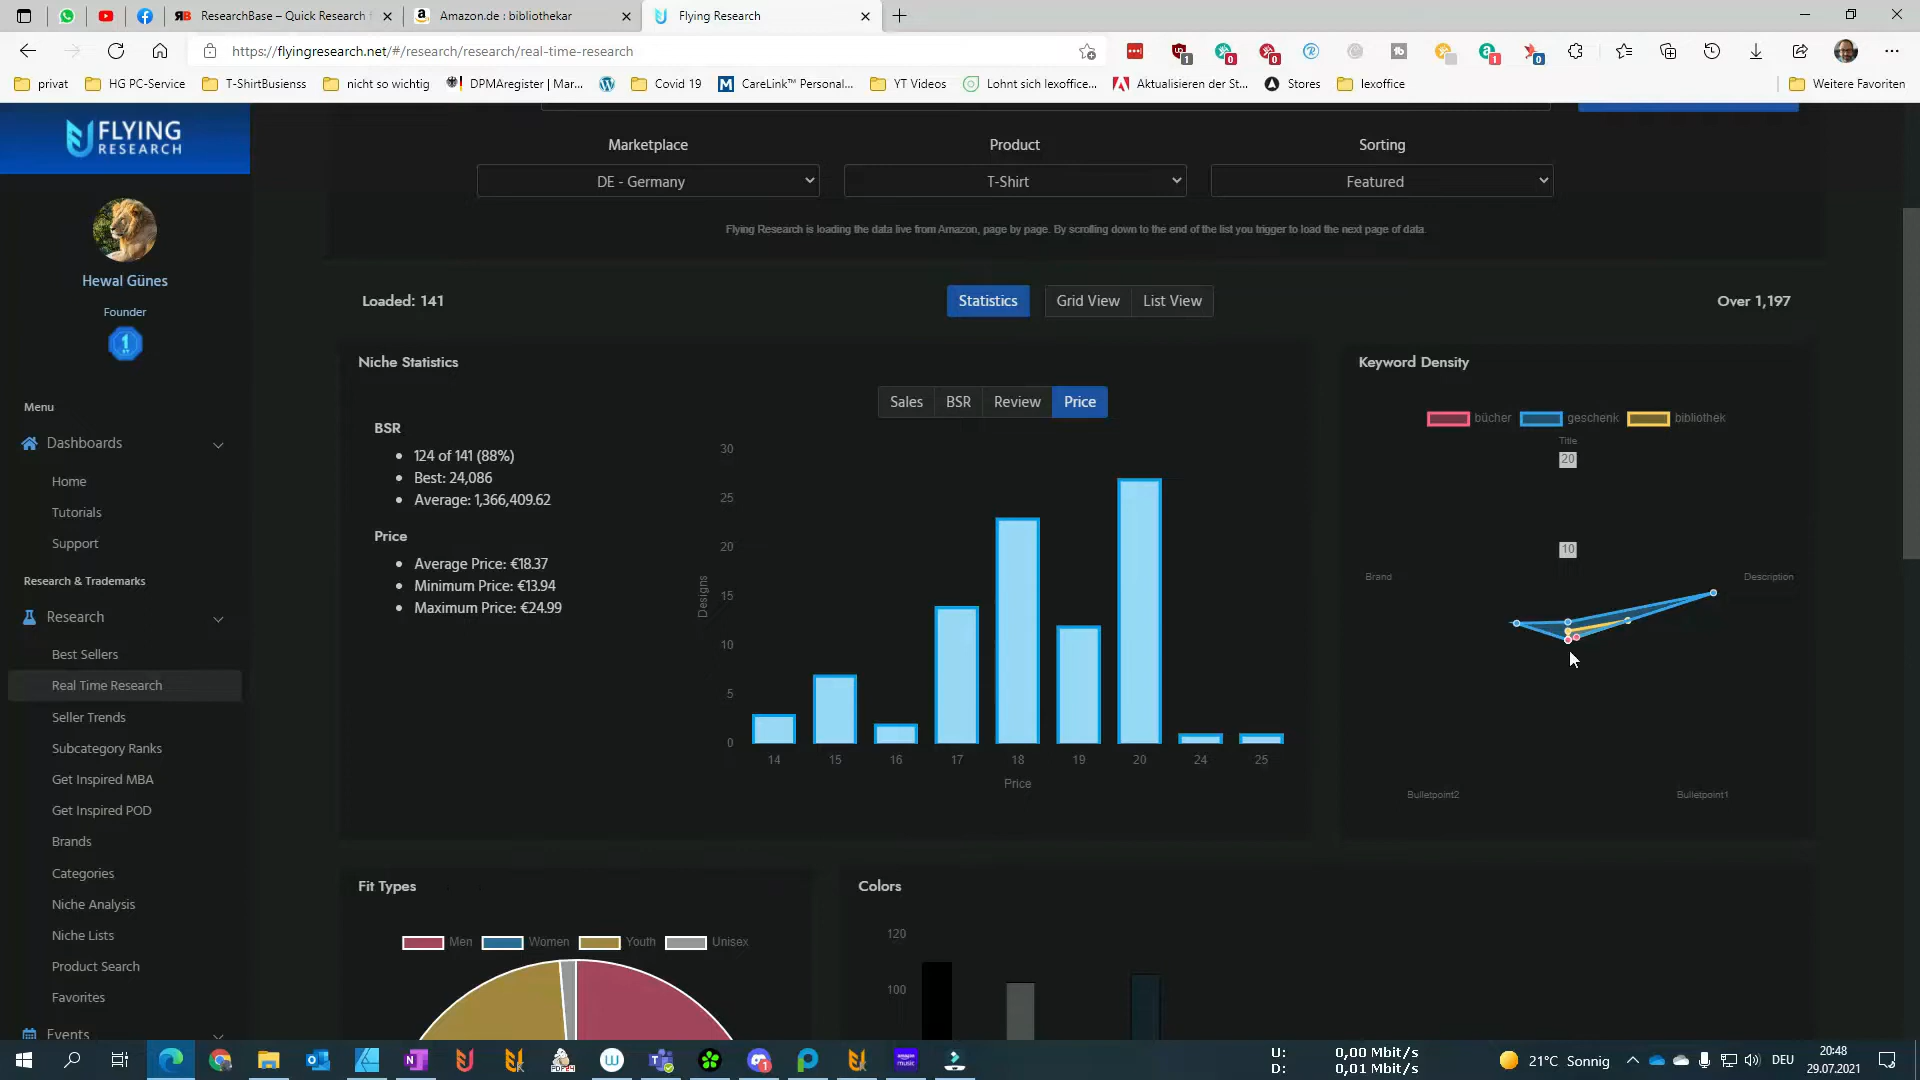 ResearchBase – Quick Research f
Amazon.de : bibliothekar
Flying Research
https://flyingresearch.net/#/research/research/real-time-research
privat
HG PC-Service
T-ShirtBusienss
nicht so wichtig
DPMAregister | Mar...
Covid 19
CareLink™ Personal...
YT Videos
Lohnt sich lexoffice...
Aktualisieren der St...
Stores
lexoffice
Weitere Favoriten
FLYING
RESEARCH
Marketplace
Product
Sorting
DE - Germany
T-Shirt
Featured
Flying Research is loading the data live from Amazon, page by page. By scrolling down to the end of the list you trigger to load the next page of data.
Hewal Günes
Founder
1
Loaded: 141
Statistics
Grid View
List View
Over 1,197
Menu
Dashboards
Home
Tutorials
Support
Research & Trademarks
Research
Best Sellers
Real Time Research
Seller Trends
Subcategory Ranks
Get Inspired MBA
Get Inspired POD
Brands
Categories
Niche Analysis
Niche Lists
Product Search
Favorites
Events
Niche Statistics
Sales
BSR
Review
Price
BSR
124 of 141 (88%)
Best: 24,086
Average: 1,366,409.62
Price
Average Price: €18.37
Minimum Price: €13.94
Maximum Price: €24.99
30
25
20
15
10
5
0
Designs
14
15
16
17
18
19
20
24
25
Price
Keyword Density
bücher
geschenk
bibliothek
Title
20
10
Brand
Description
Bulletpoint2
Bulletpoint1
Fit Types
Men
Women
Youth
Unisex
Colors
120
100
U:
0,00 Mbit/s
D:
0,01 Mbit/s
21°C Sonnig
DEU
20:48
29.07.2021